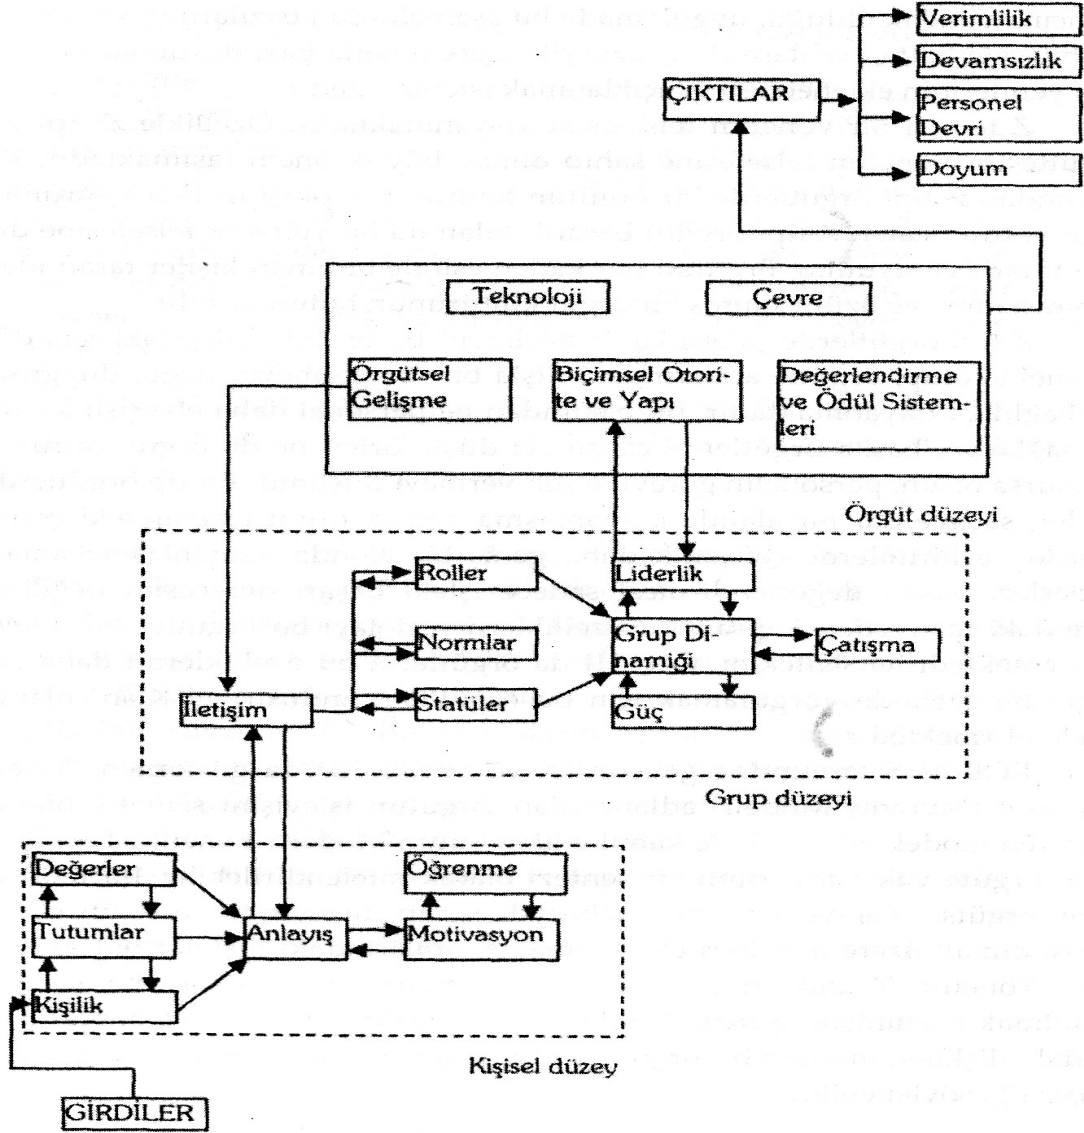 Verimlilik
Devamsızlık
ÇIKTILAR
Personel
Devri
Doyum
Teknoloji
Çevre
Örgütsel
Gelişme
Biçimsel Otori-
te ve Yapı
Değerlendirme
ve Ödül Sistem-
leri
Örgüt düzeyi
Roller
Liderlik
Normlar
Grup Di-
namiği
Çatışma
İletişim
Statüler
Güç
Grup düzeyi
Değerler
Öğrenme
Tutumlar
Anlayış
Motivasyon
Kişilik
Kişisel düzey
GİRDİLER